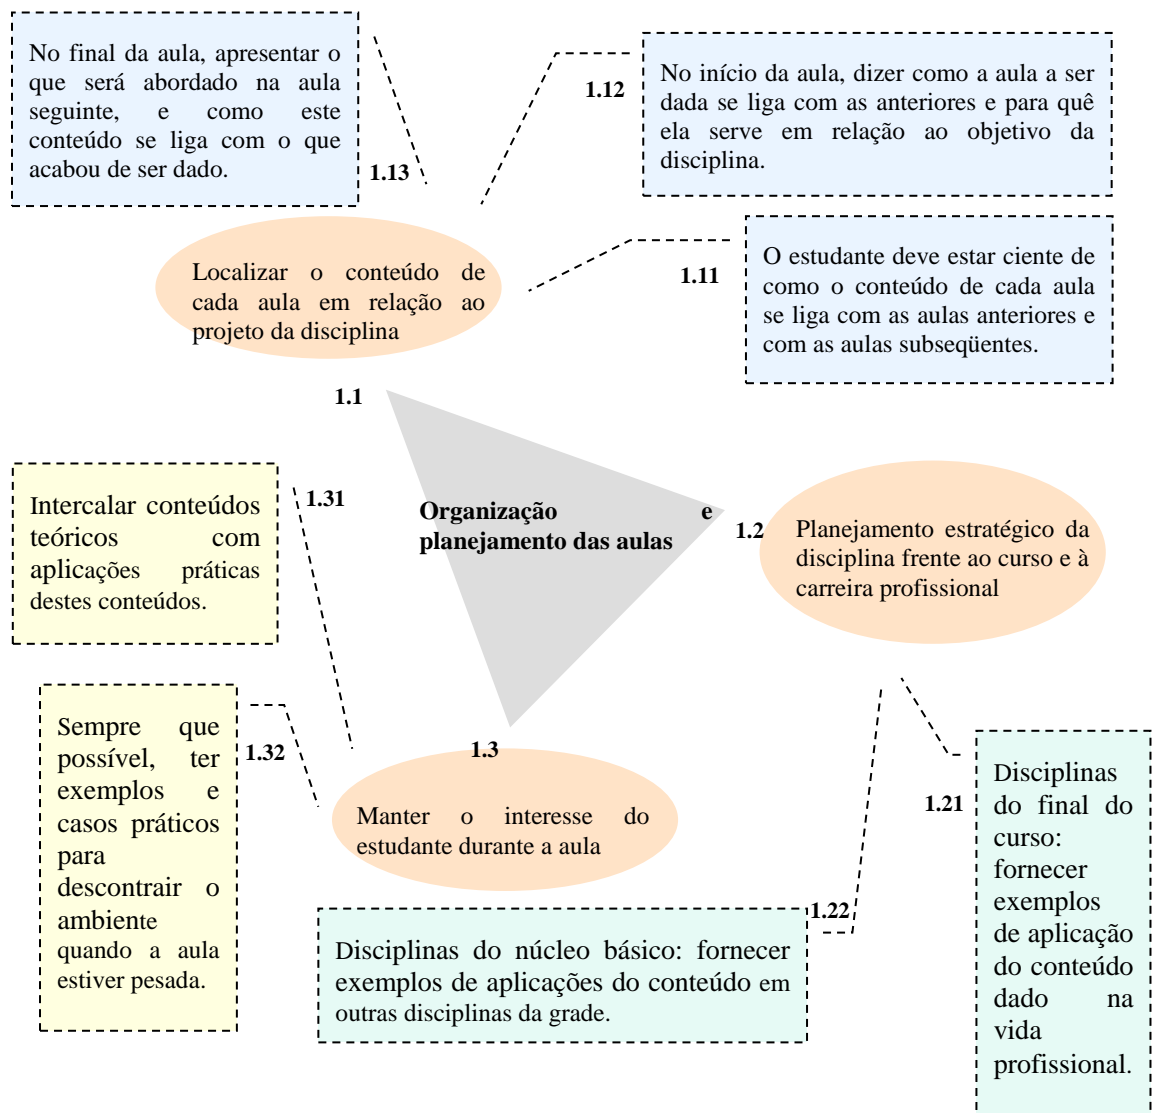 No final da aula, apresentar o
que será abordado na aula
seguinte, e como este
conteúdo se liga com o que
acabou de ser dado.
1.13
1.12
No início da aula, dizer como a aula a ser
dada se liga com as anteriores e para quê
ela serve em relação ao objetivo da
disciplina.
Localizar o conteúdo de
cada aula em relação ao
projeto da disciplina
1.11
O estudante deve estar ciente de
como o conteúdo de cada aula
se liga com as aulas anteriores e
com as aulas subseqüentes.
1.1
Organização e
planejamento das aulas
1.2
Planejamento estratégico da
disciplina frente ao curso e à
carreira profissional
Intercalar conteúdos
teóricos com
aplicações práticas
destes conteúdos.
1.31
Sempre que
possível, ter
exemplos e
casos práticos
para
descontrair o
ambiente
quando a aula
estiver pesada.
1.32
1.3
Manter o interesse do
estudante durante a aula
1.21
Disciplinas
do final do
curso:
fornecer
exemplos
de aplicação
do conteúdo
dado na
vida
profissional.
1.22
Disciplinas do núcleo básico: fornecer
exemplos de aplicações do conteúdo em
outras disciplinas da grade.